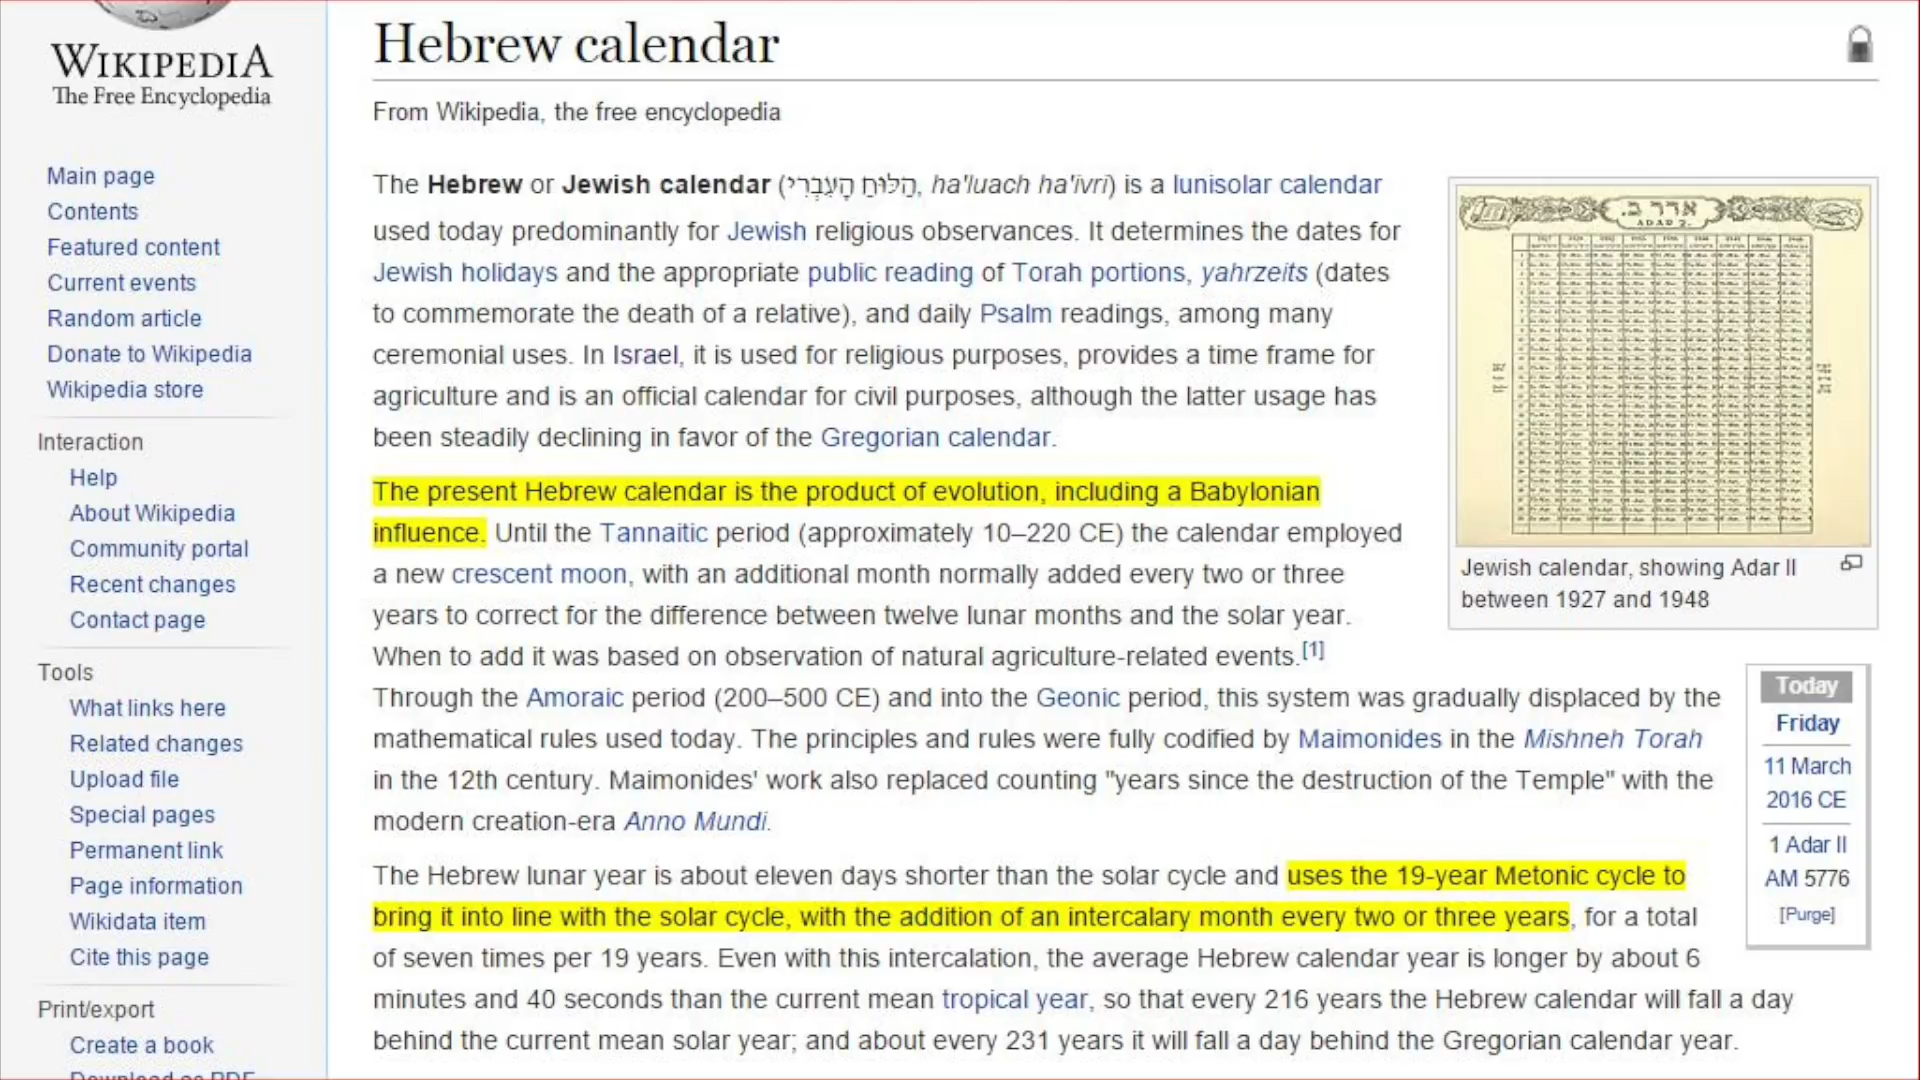 WIKIPEDIA
The Free Encyclopedia
Main page
Contents
Featured content
Current events
Random article
Donate to Wikipedia
Wikipedia store
Interaction
Help
About Wikipedia
Community portal
Recent changes
Contact page
Tools
What links here
Related changes
Upload file
Special pages
Permanent link
Page information
Wikidata item
Cite this page
Print/export
Create a book
Download as PDF
Hebrew calendar
From Wikipedia, the free encyclopedia
The Hebrew or Jewish calendar (הַלּוּחַ הָעִבְרִי, ha'luach ha'ivri) is a lunisolar calendar
used today predominantly for Jewish religious observances. It determines the dates for
Jewish holidays and the appropriate public reading of Torah portions, yahrzeits (dates
to commemorate the death of a relative), and daily Psalm readings, among many
ceremonial uses. In Israel, it is used for religious purposes, provides a time frame for
agriculture and is an official calendar for civil purposes, although the latter usage has
been steadily declining in favor of the Gregorian calendar.
The present Hebrew calendar is the product of evolution, including a Babylonian
influence. Until the Tannaitic period (approximately 10–220 CE) the calendar employed
a new crescent moon, with an additional month normally added every two or three
years to correct for the difference between twelve lunar months and the solar year.
When to add it was based on observation of natural agriculture-related events.[1]
Through the Amoraic period (200–500 CE) and into the Geonic period, this system was gradually displaced by the
mathematical rules used today. The principles and rules were fully codified by Maimonides in the Mishneh Torah
in the 12th century. Maimonides' work also replaced counting "years since the destruction of the Temple" with the
modern creation-era Anno Mundi.
The Hebrew lunar year is about eleven days shorter than the solar cycle and uses the 19-year Metonic cycle to
bring it into line with the solar cycle, with the addition of an intercalary month every two or three years, for a total
of seven times per 19 years. Even with this intercalation, the average Hebrew calendar year is longer by about 6
minutes and 40 seconds than the current mean tropical year, so that every 216 years the Hebrew calendar will fall a day
behind the current mean solar year; and about every 231 years it will fall a day behind the Gregorian calendar year.
אדר ב.
ADAR 2.
Jewish calendar, showing Adar II
between 1927 and 1948
Today
Friday
11 March
2016 CE
1 Adar II
AM 5776
[Purge]